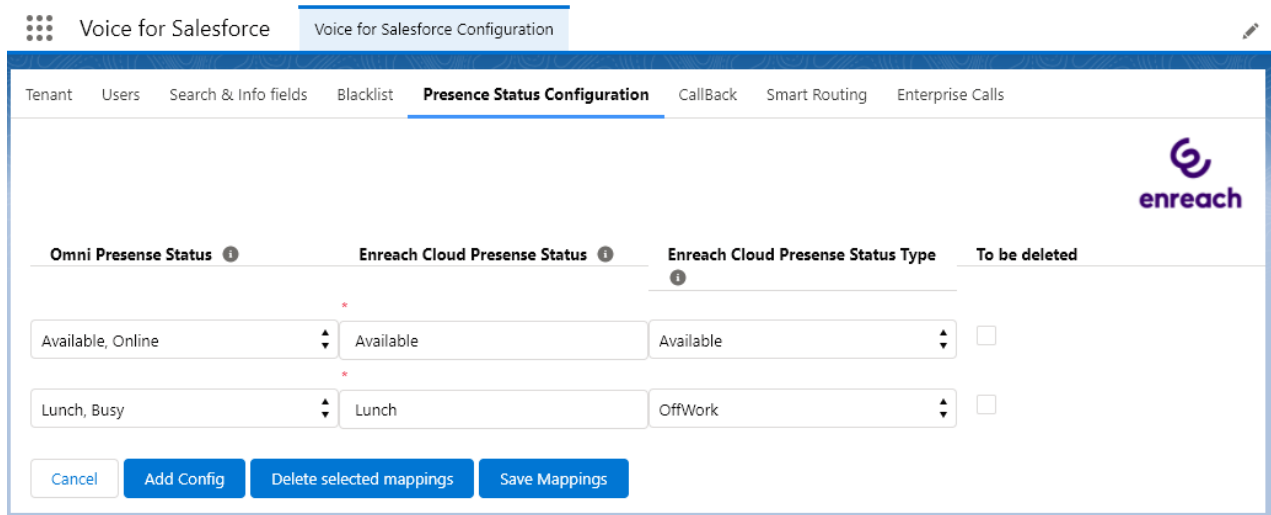 Voice for Salesforce
Voice for Salesforce Configuration
Tenant Users Search & Info fields Blacklist Presence Status Configuration CallBack Smart Routing Enterprise Calls
enreach
Omni Presense Status Enreach Cloud Presense Status Enreach Cloud Presense Status Type To be deleted
*
Available, Online Available Available
*
Lunch, Busy Lunch OffWork
Cancel Add Config Delete selected mappings Save Mappings